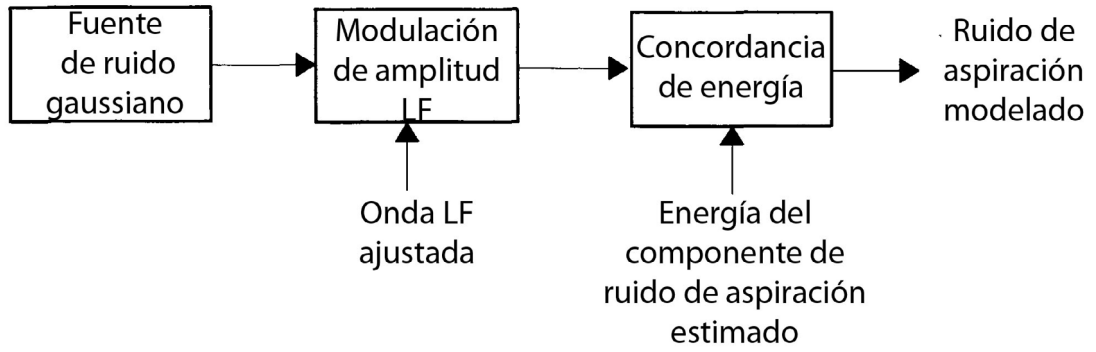 Fuente
de ruido
gaussiano
Modulación
de amplitud
LF
Concordancia
de energía
Ruido de
aspiración
modelado
Onda LF
ajustada
Energía del
componente de
ruido de aspiración
estimado